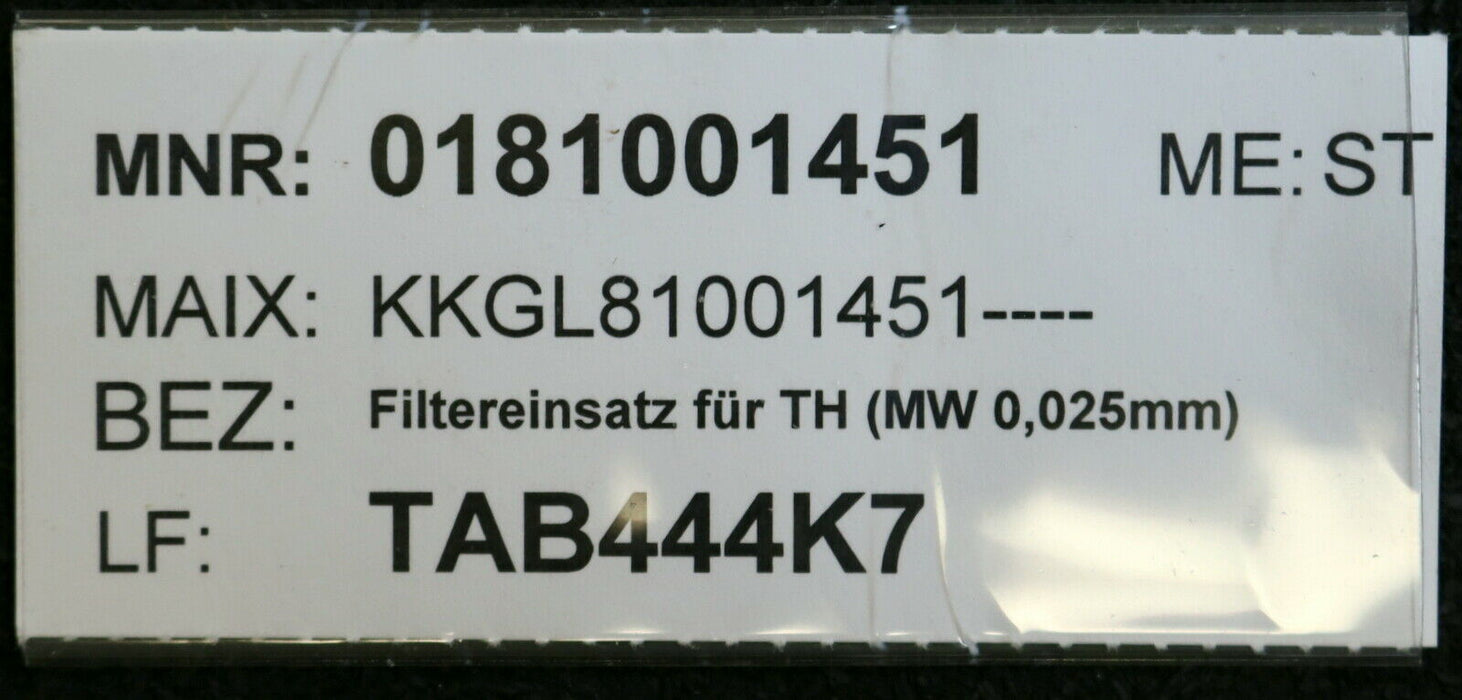 MNR: 0181001451 ME: ST
MAIX: KKGL81001451----
BEZ: Filtereinsatz für TH (MW 0,025mm)
LF: TAB444K7